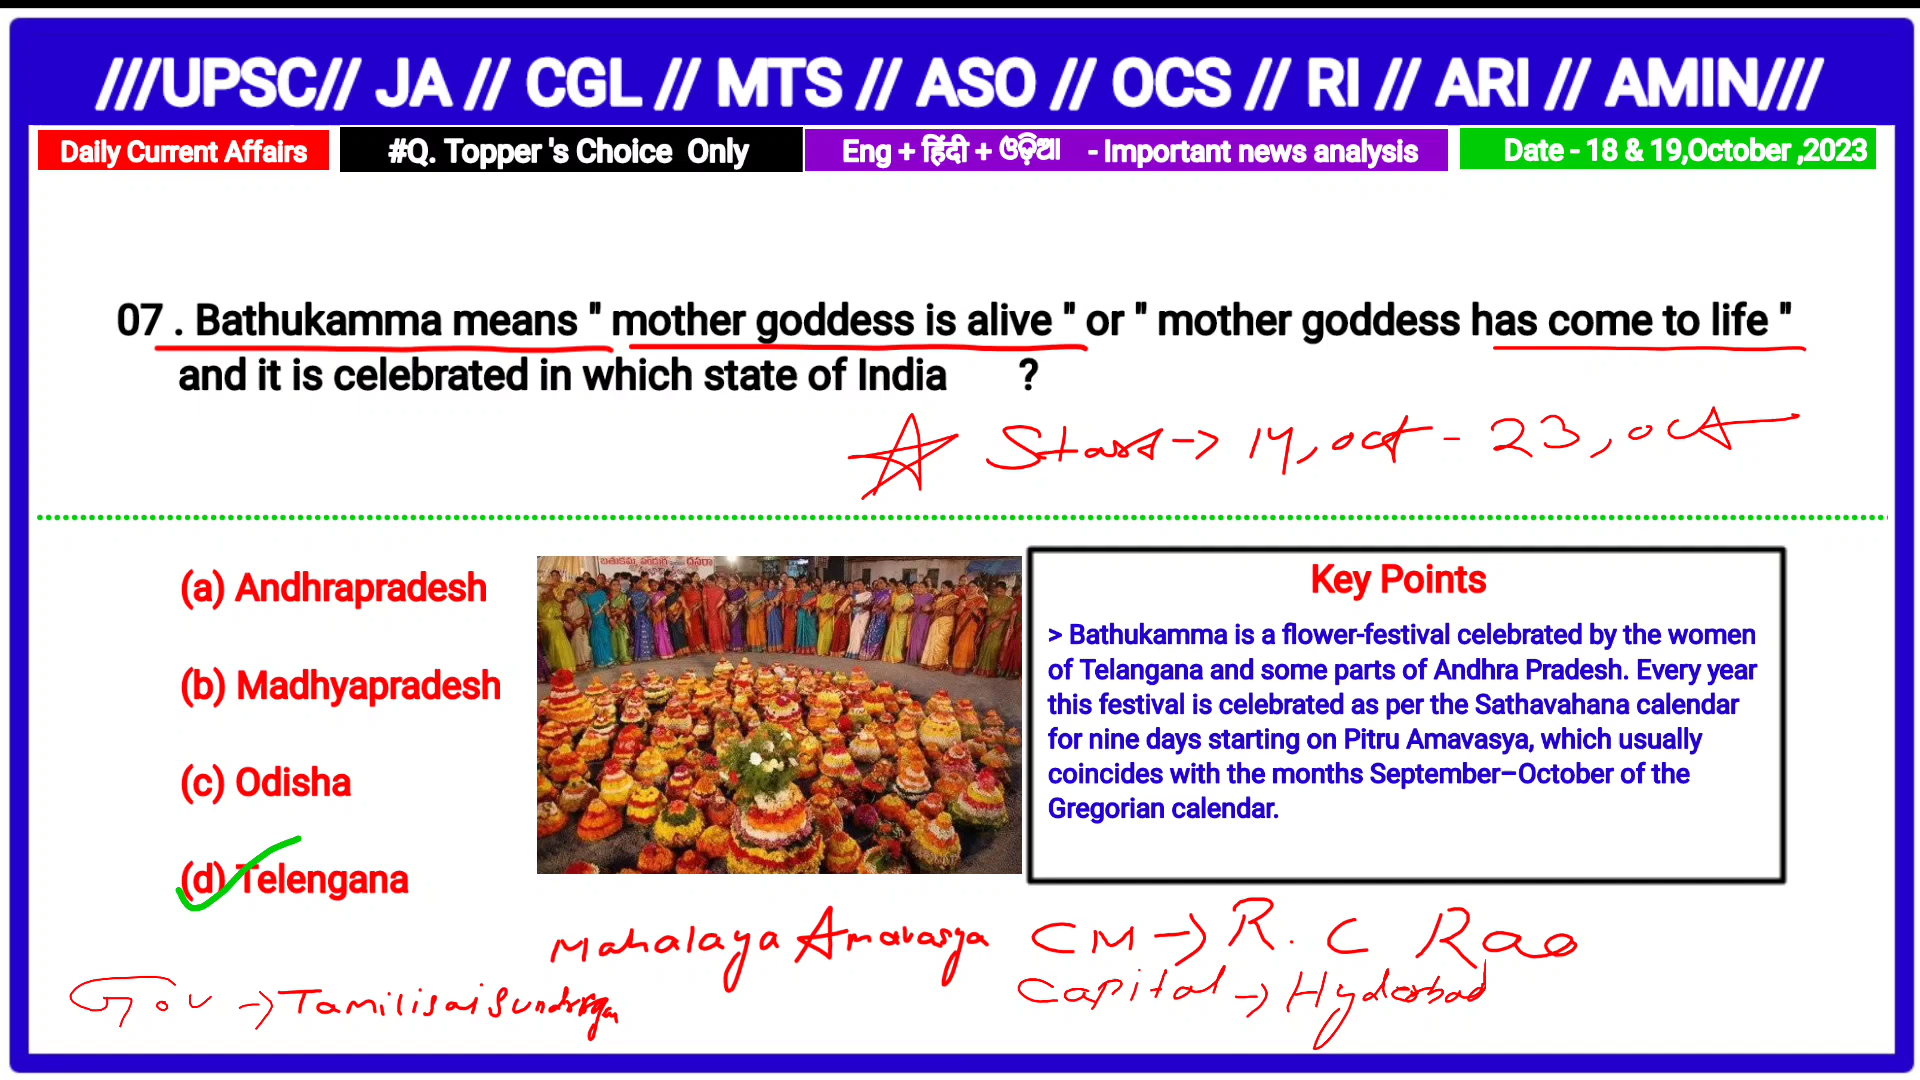 ///UPSC// JA // CGL // MTS // ASO // OCS // RI // ARI // AMIN///
Daily Current Affairs
#Q. Topper 's Choice Only
Eng + हिंदी + ଓଡ଼ିଆ - Important news analysis
Date - 18 & 19,October ,2023
07 . Bathukamma means " mother goddess is alive " or " mother goddess has come to life "
and it is celebrated in which state of India ?
Start -> 14, oct - 23, oct
(a) Andhrapradesh
(b) Madhyapradesh
(c) Odisha
(d) Telengana
Key Points
> Bathukamma is a flower-festival celebrated by the women
of Telangana and some parts of Andhra Pradesh. Every year
this festival is celebrated as per the Sathavahana calendar
for nine days starting on Pitru Amavasya, which usually
coincides with the months September–October of the
Gregorian calendar.
Mahalaya Amavasya
CM -> R. C Rao
Capital -> Hyderabad
Gov -> Tamilisai